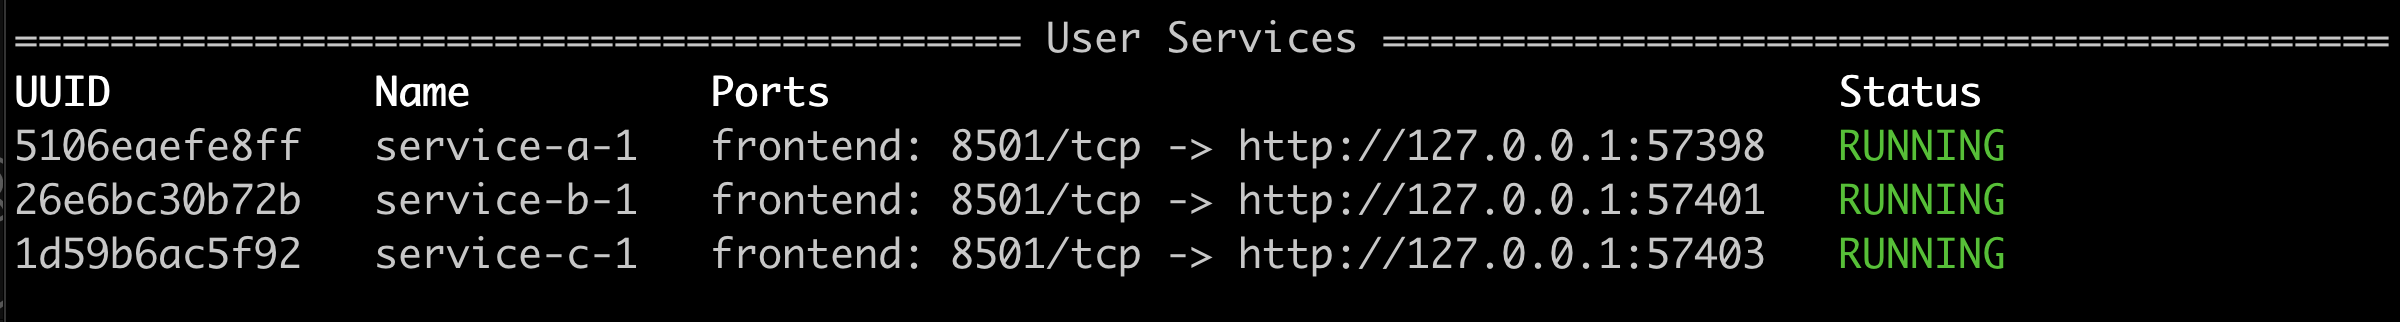 ========================================== User Services ==========================================
UUID Name Ports Status
5106eaefe8ff service-a-1 frontend: 8501/tcp -> http://127.0.0.1:57398 RUNNING
26e6bc30b72b service-b-1 frontend: 8501/tcp -> http://127.0.0.1:57401 RUNNING
1d59b6ac5f92 service-c-1 frontend: 8501/tcp -> http://127.0.0.1:57403 RUNNING